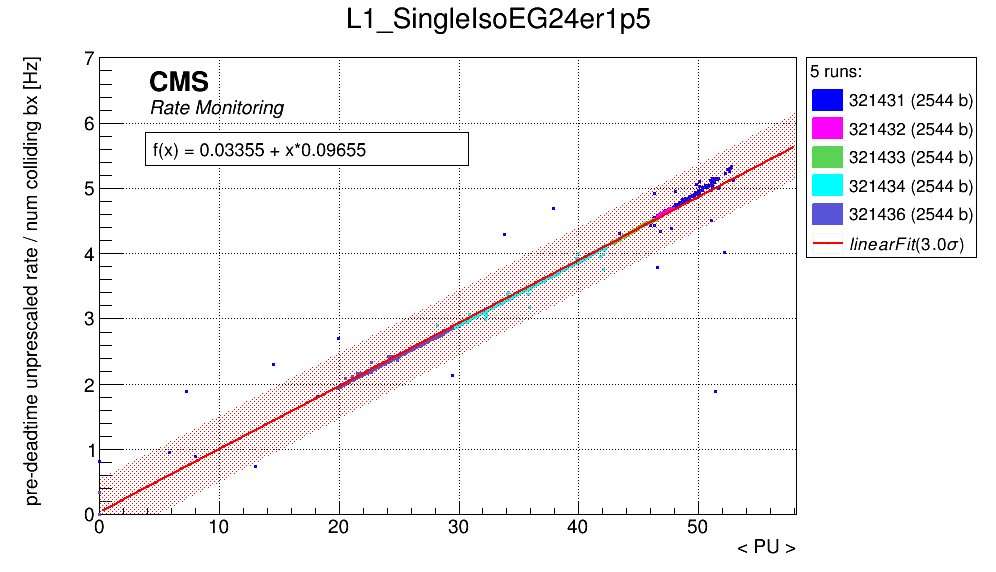 L1_SingleIsoEG24er1p5
pre-deadtime unprescaled rate / num colliding bx [Hz]
7
6
5
4
3
2
1
0
CMS
Rate Monitoring
f(x) = 0.03355 + x*0.09655
0 10 20 30 40 50
< PU >
5 runs:
321431 (2544 b)
321432 (2544 b)
321433 (2544 b)
321434 (2544 b)
321436 (2544 b)
linearFit(3.0σ)